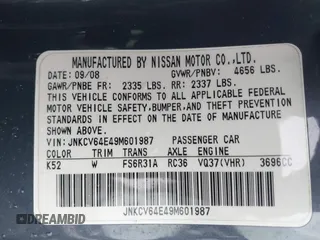 MANUFACTURED BY NISSAN MOTOR CO.,LTD.
DATE: 09/08 GVWR/PNBV: 4656 LBS.
GAWR/PNBE FR: 2335 LBS. RR: 2337 LBS.
THIS VEHICLE CONFORMS TO ALL APPLICABLE FEDERAL
MOTOR VEHICLE SAFETY,BUMPER,AND THEFT PREVENTION
STANDARDS IN EFFECT ON THE DATE OF MANUFACTURE
SHOWN ABOVE.
VIN:JNKCV64E49M601987 PASSENGER CAR
COLOR TRIM TRANS AXLE ENGINE
K52 W FS6R31A RC36 VQ37(VHR) 3696CC
JNKCV64E49M601987
DREAMBID